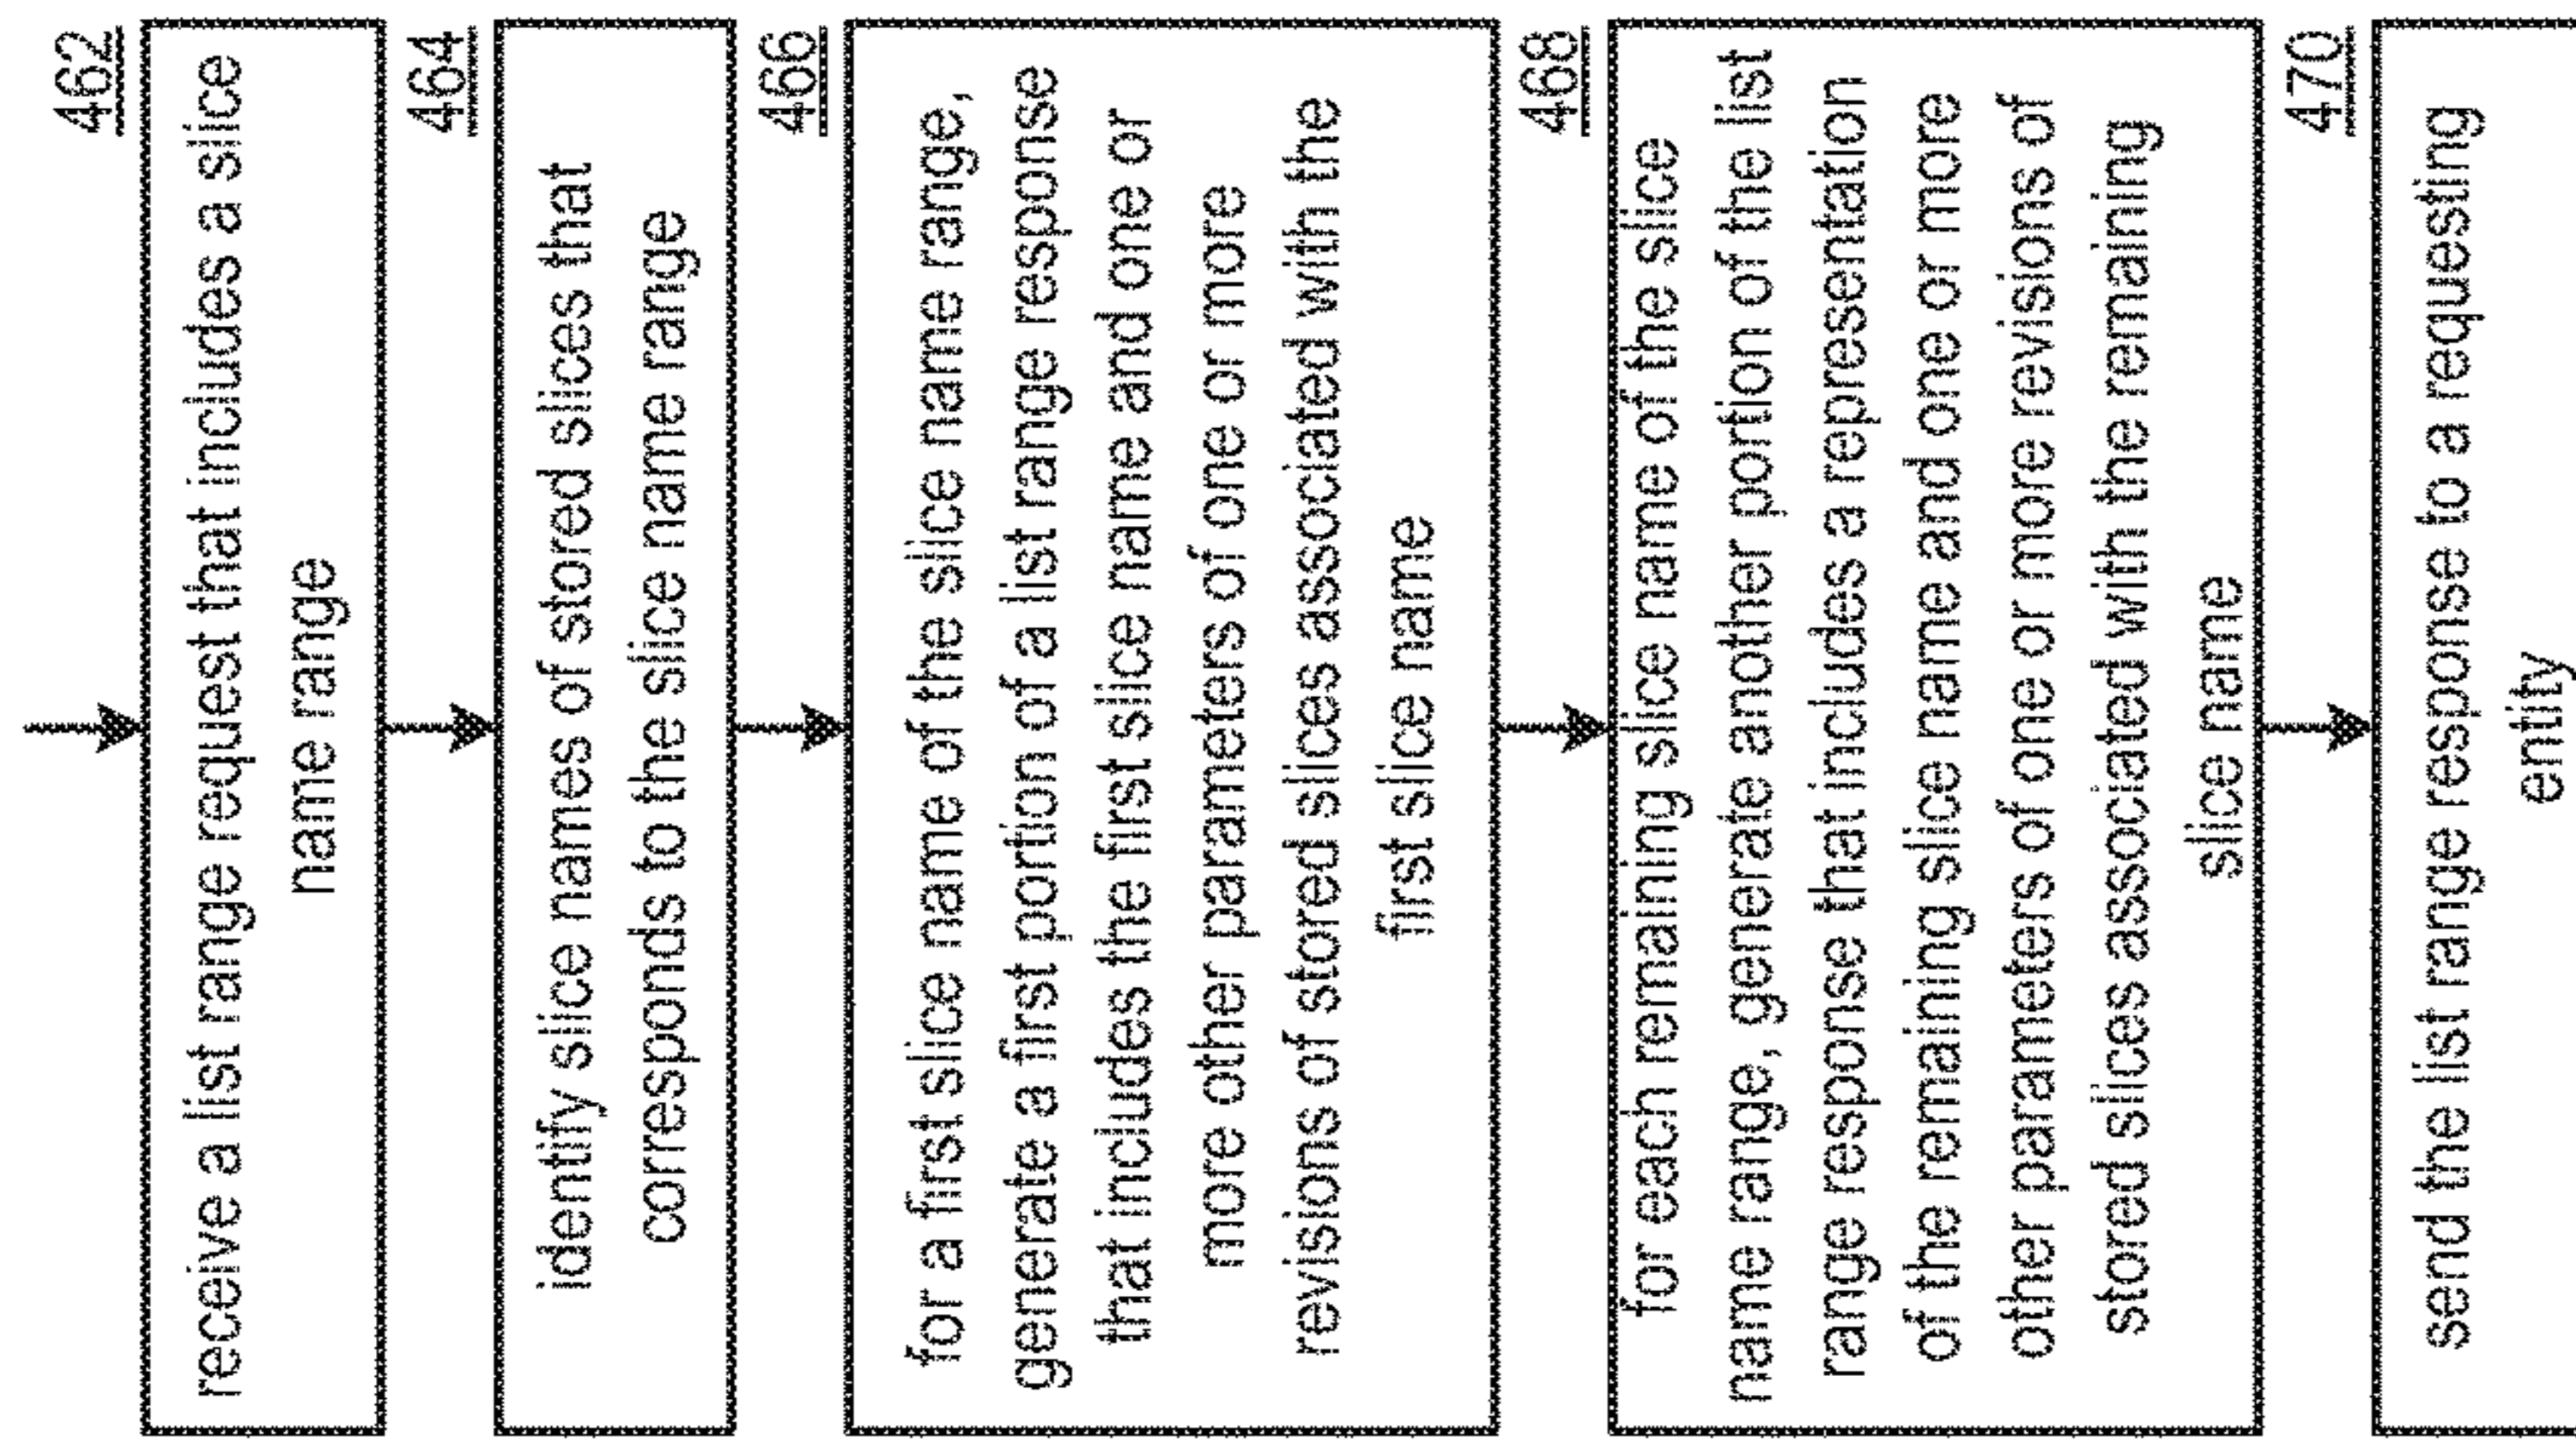 462
receive a list range request that includes a slice
name range
464
identify slice names of stored slices that
corresponds to the slice name range
466
for a first slice name of the slice name range,
generate a first portion of a list range response
that includes the first slice name and one or
more other parameters of one or more
revisions of stored slices associated with the
first slice name
468
for each remaining slice name of the slice
name range, generate another portion of the list
range response that includes a representation
of the remaining slice name and one or more
other parameters of one or more revisions of
stored slices associated with the remaining
slice name
470
send the list range response to a requesting
entity